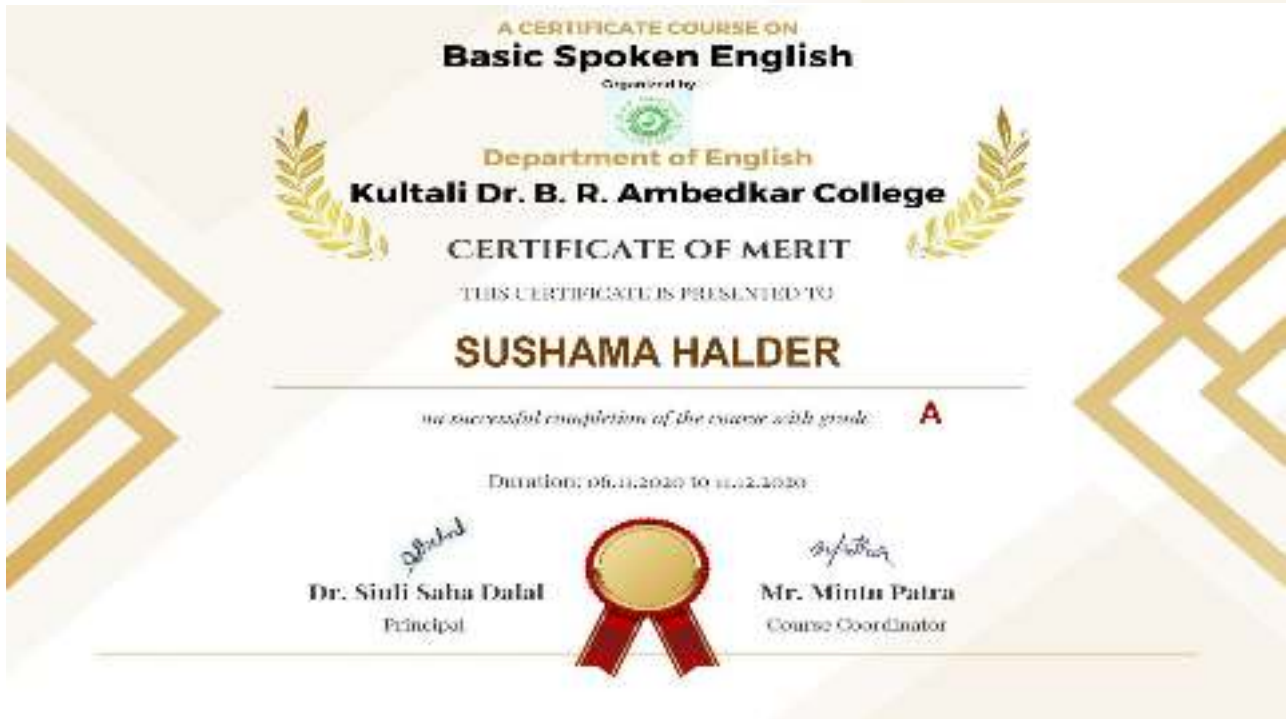 A CERTIFICATE COURSE ON
Basic Spoken English
Organized by
Department of English
Kultali Dr. B. R. Ambedkar College
CERTIFICATE OF MERIT
THIS CERTIFICATE IS PRESENTED TO
SUSHAMA HALDER
on successful completion of the course with grade A
Duration: 06.11.2020 to 11.12.2020
Dr. Siuli Saha Dalal
Principal
Mr. Mintu Patra
Course Coordinator